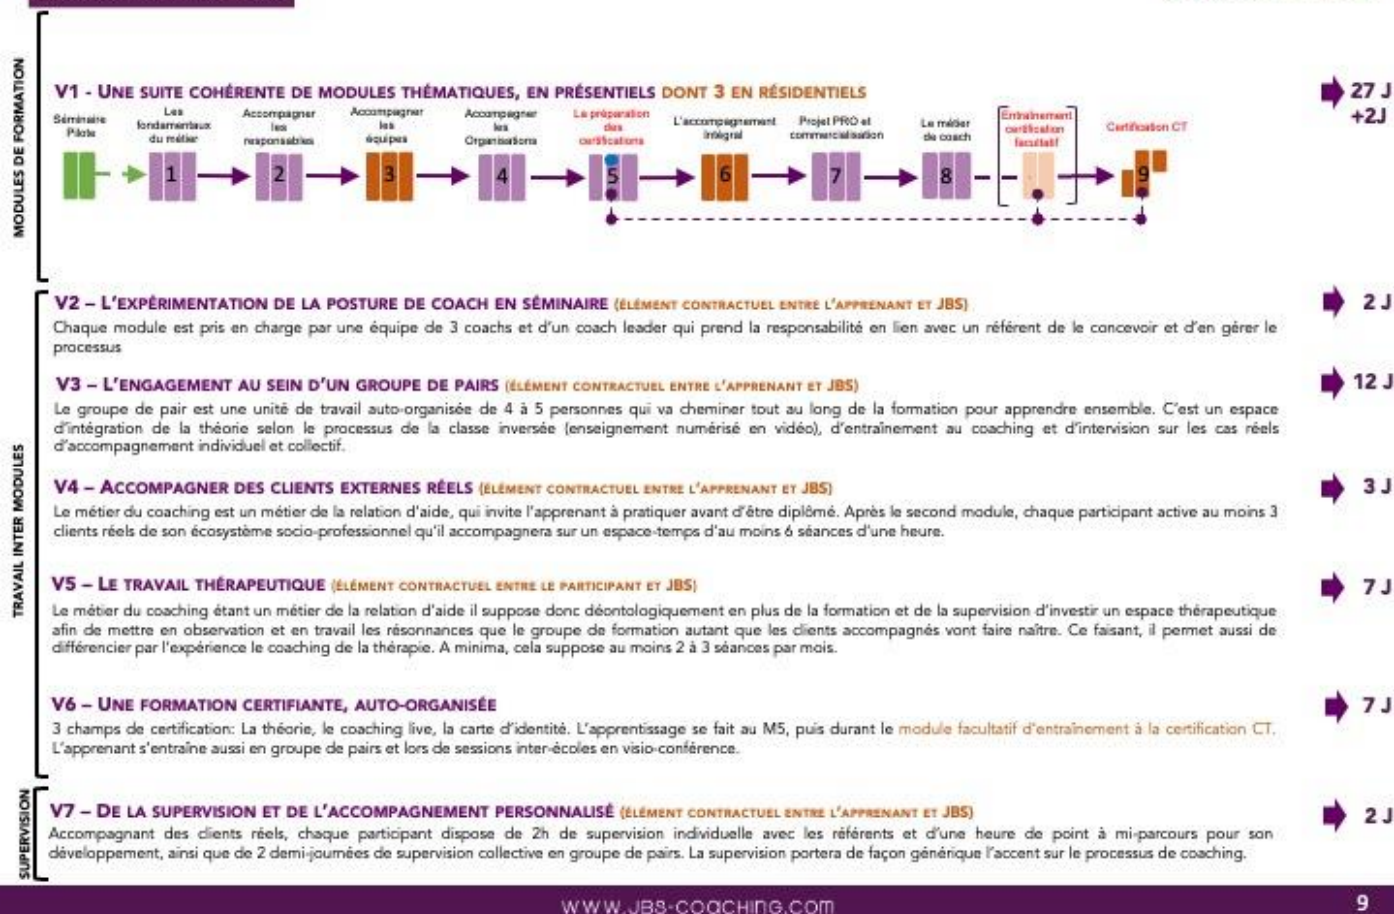 MODULES DE FORMATION
V1 - UNE SUITE COHÉRENTE DE MODULES THÉMATIQUES, EN PRÉSENTIELS DONT 3 EN RÉSIDENTIELS
27 J
+2J
Séminaire
Pilote
Les
fondamentaux
du métier
Accompagner
les
responsables
Accompagner
les
équipes
Accompagner
les
Organisations
La préparation
des
certifications
L'accompagnement
Intégral
Projet PRO et
commercialisation
Le métier
de coach
Entraînement
certification
facultatif
Certification CT
1
2
3
4
5
6
7
8
9
TRAVAIL INTER MODULES
V2 – L'EXPÉRIMENTATION DE LA POSTURE DE COACH EN SÉMINAIRE (ÉLÉMENT CONTRACTUEL ENTRE L'APPRENANT ET JBS)
2 J
Chaque module est pris en charge par une équipe de 3 coachs et d'un coach leader qui prend la responsabilité en lien avec un référent de le concevoir et d'en gérer le
processus
V3 – L'ENGAGEMENT AU SEIN D'UN GROUPE DE PAIRS (ÉLÉMENT CONTRACTUEL ENTRE L'APPRENANT ET JBS)
12 J
Le groupe de pair est une unité de travail auto-organisée de 4 à 5 personnes qui va cheminer tout au long de la formation pour apprendre ensemble. C'est un espace
d'intégration de la théorie selon le processus de la classe inversée (enseignement numérisé en vidéo), d'entraînement au coaching et d'intervision sur les cas réels
d'accompagnement individuel et collectif.
V4 – ACCOMPAGNER DES CLIENTS EXTERNES RÉELS (ÉLÉMENT CONTRACTUEL ENTRE L'APPRENANT ET JBS)
3 J
Le métier du coaching est un métier de la relation d'aide, qui invite l'apprenant à pratiquer avant d'être diplômé. Après le second module, chaque participant active au moins 3
clients réels de son écosystème socio-professionnel qu'il accompagnera sur un espace-temps d'au moins 6 séances d'une heure.
V5 – LE TRAVAIL THÉRAPEUTIQUE (ÉLÉMENT CONTRACTUEL ENTRE LE PARTICIPANT ET JBS)
7 J
Le métier du coaching étant un métier de la relation d'aide il suppose donc déontologiquement en plus de la formation et de la supervision d'investir un espace thérapeutique
afin de mettre en observation et en travail les résonnances que le groupe de formation autant que les clients accompagnés vont faire naître. Ce faisant, il permet aussi de
différencier par l'expérience le coaching de la thérapie. A minima, cela suppose au moins 2 à 3 séances par mois.
V6 – UNE FORMATION CERTIFIANTE, AUTO-ORGANISÉE
7 J
3 champs de certification: La théorie, le coaching live, la carte d'identité. L'apprentissage se fait au M5, puis durant le module facultatif d'entraînement à la certification CT.
L'apprenant s'entraîne aussi en groupe de pairs et lors de sessions inter-écoles en visio-conférence.
SUPERVISION
V7 – DE LA SUPERVISION ET DE L'ACCOMPAGNEMENT PERSONNALISÉ (ÉLÉMENT CONTRACTUEL ENTRE L'APPRENANT ET JBS)
2 J
Accompagnant des clients réels, chaque participant dispose de 2h de supervision individuelle avec les référents et d'une heure de point à mi-parcours pour son
développement, ainsi que de 2 demi-journées de supervision collective en groupe de pairs. La supervision portera de façon générique l'accent sur le processus de coaching.
WWW.JBS-COACHING.COM
9